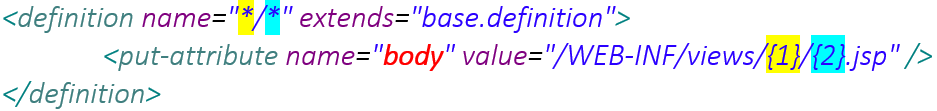 <definition name="*/*" extends="base.definition">
<put-attribute name="body" value="/WEB-INF/views/{1}/{2}.jsp" />
</definition>